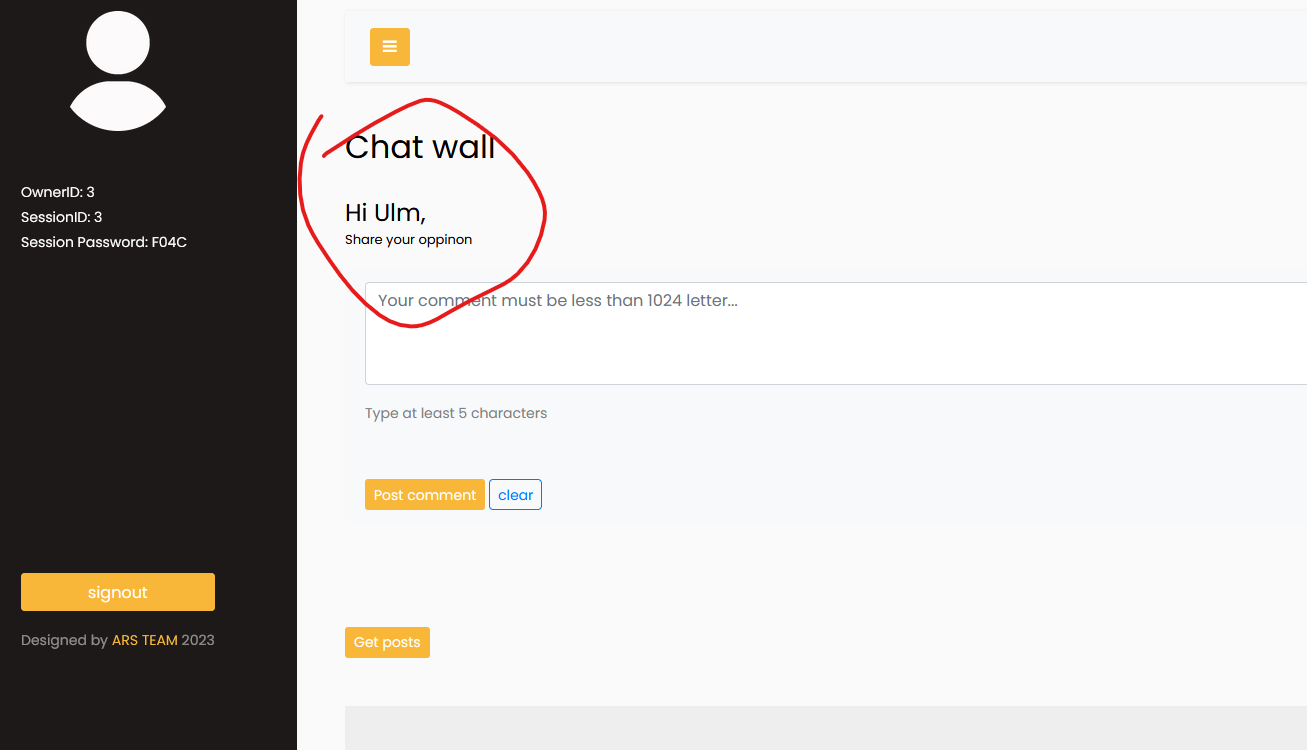 OwnerID: 3
SessionID: 3
Session Password: F04C
signout
Designed by ARS TEAM 2023
Chat wall
Hi Ulm,
Share your oppinon
Your comment must be less than 1024 letter...
Type at least 5 characters
Post comment clear
Get posts